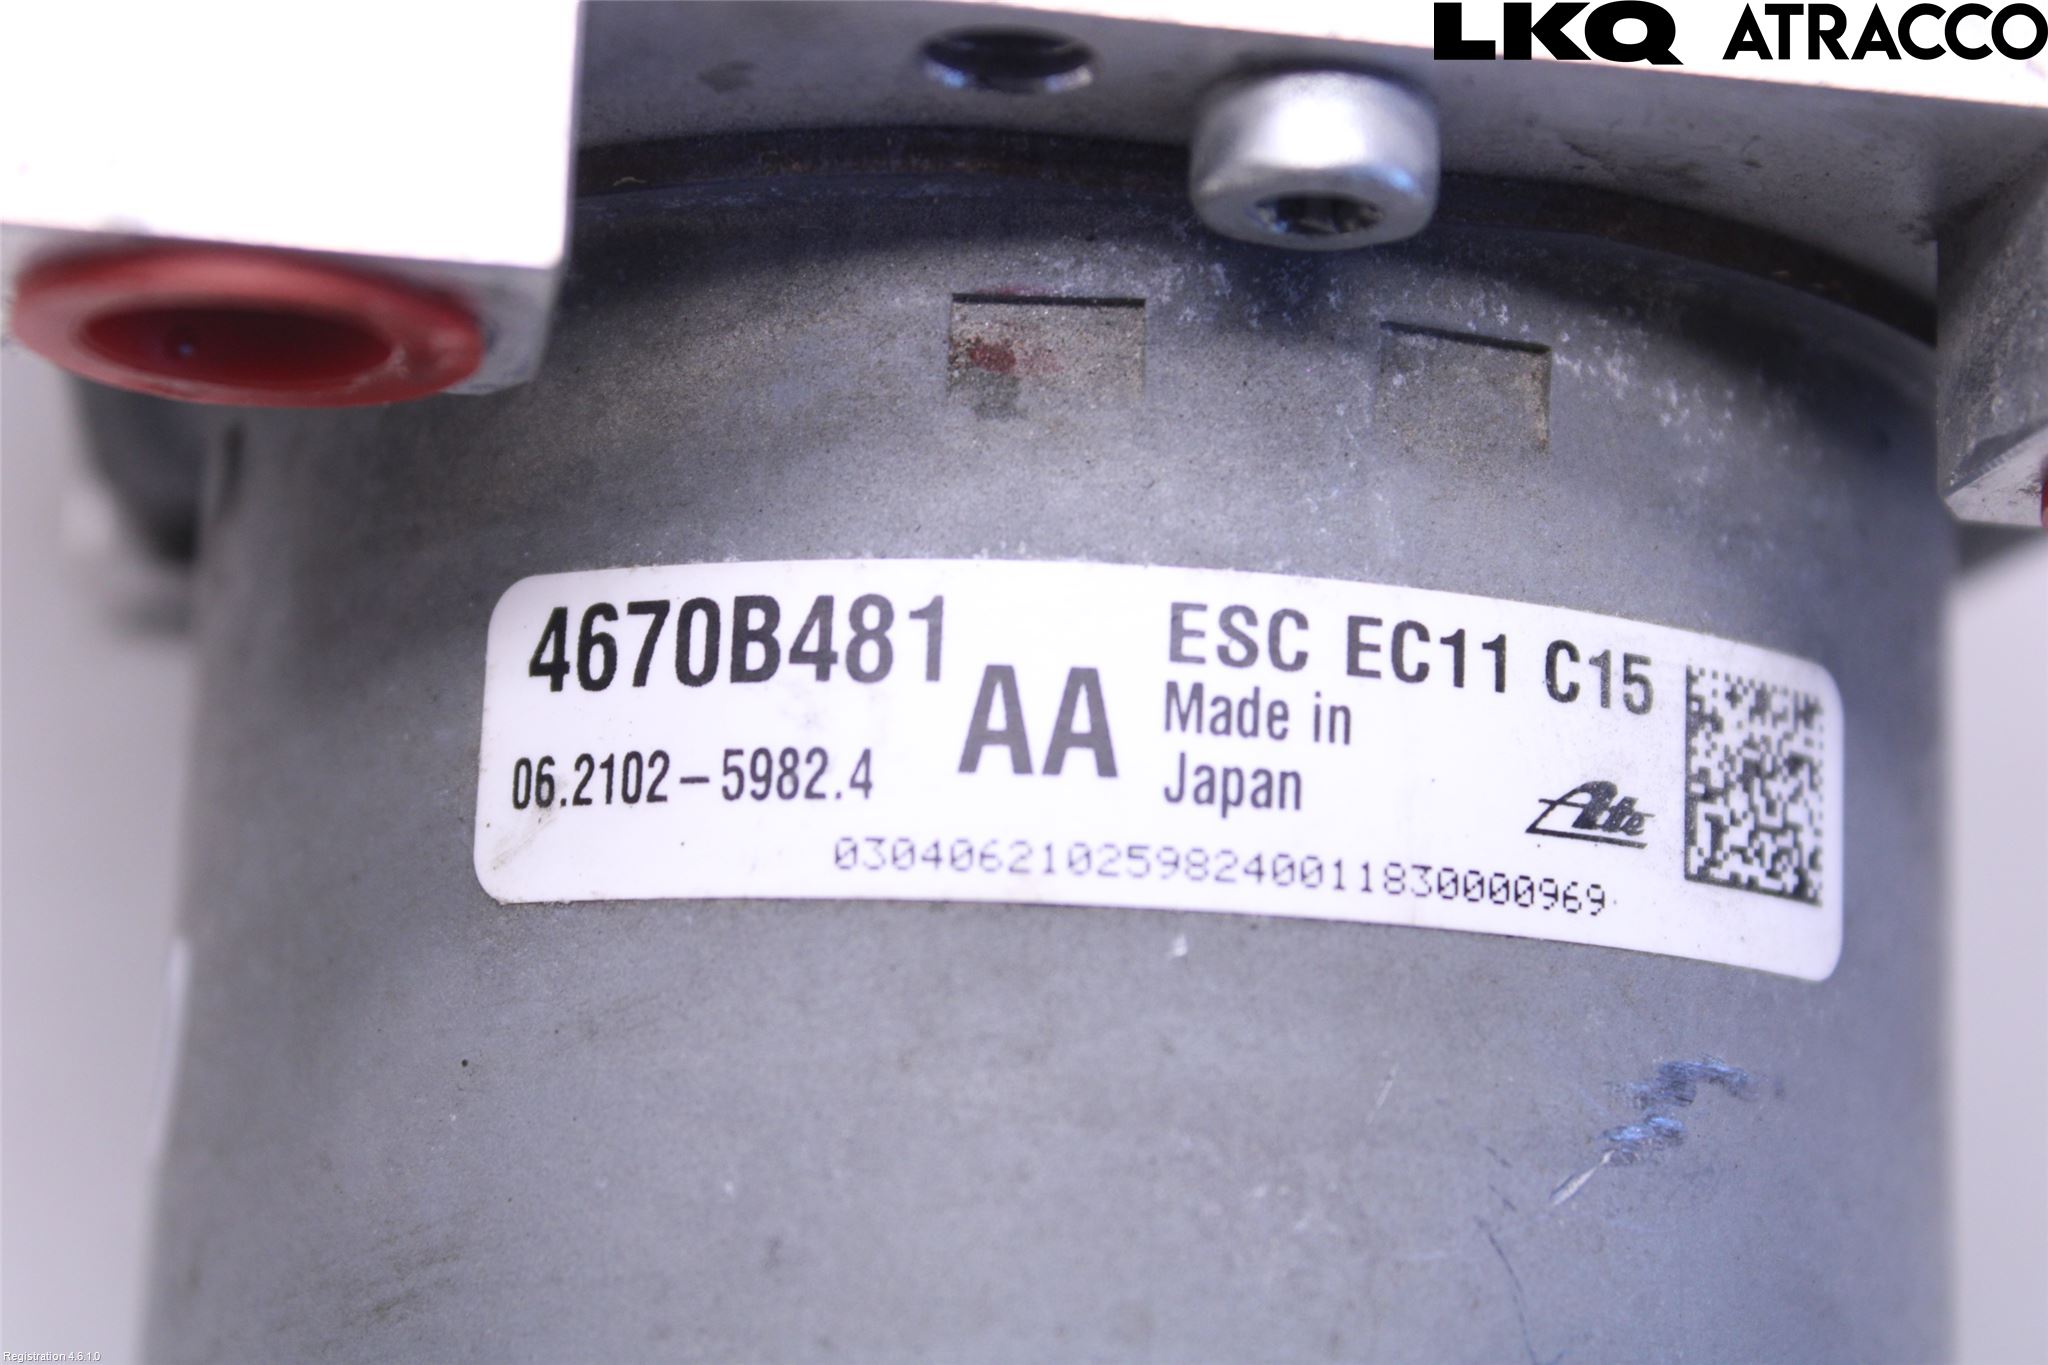 LKQ ATRACCO
4670B481
AA
ESC EC11 C15
Made in
Japan
06.2102-5982.4
Ate
0304062102598240011830000969
Registration 4.6.1.0